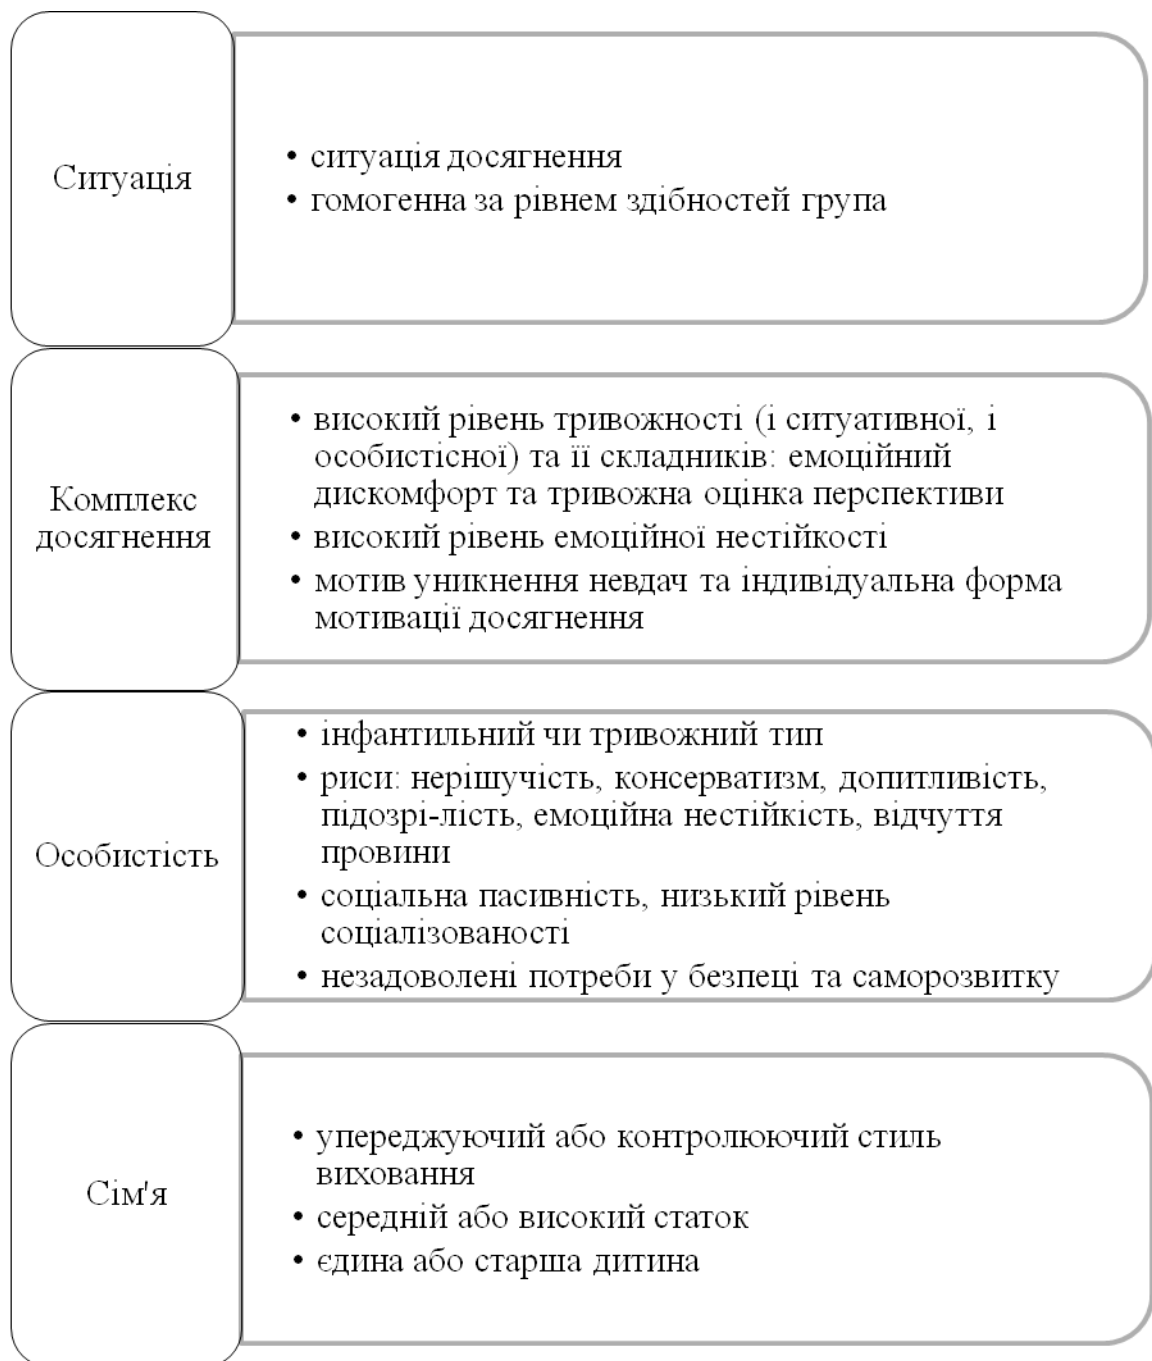 Ситуація
• ситуація досягнення
• гомогенна за рівнем здібностей група
Комплекс
досягнення
• високий рівень тривожності (і ситуативної, і
особистісної) та її складників: емоційний
дискомфорт та тривожна оцінка перспективи
• високий рівень емоційної нестійкості
• мотив уникнення невдач та індивідуальна форма
мотивації досягнення
Особистість
• інфантильний чи тривожний тип
• риси: нерішучість, консерватизм, допитливість,
підозрі-лість, емоційна нестійкість, відчуття
провини
• соціальна пасивність, низький рівень
соціалізованості
• незадоволені потреби у безпеці та саморозвитку
Сім'я
• упереджуючий або контролюючий стиль
виховання
• середній або високий статок
• єдина або старша дитина